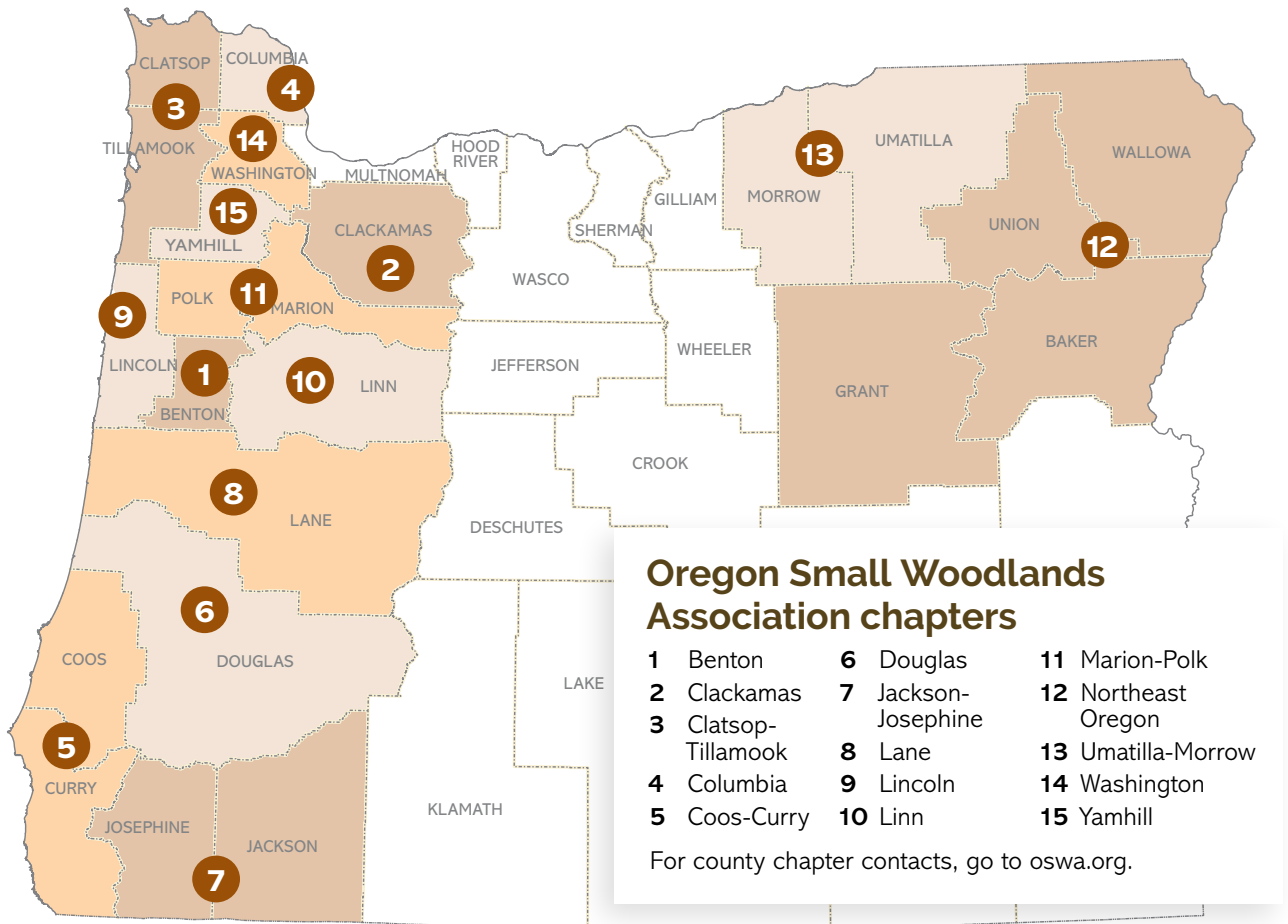 CLATSOP
COLUMBIA
3
4
14
TILLAMOOK
WASHINGTON
MULTNOMAH
HOOD
RIVER
13
UMATILLA
WALLOWA
MORROW
GILLIAM
SHERMAN
15
YAMHILL
CLACKAMAS
2
UNION
12
WASCO
POLK
11
MARION
9
LINCOLN
1
BENTON
10
LINN
JEFFERSON
WHEELER
BAKER
GRANT
CROOK
8
LANE
DESCHUTES
6
DOUGLAS
COOS
LAKE
5
CURRY
JOSEPHINE
JACKSON
7
KLAMATH
Oregon Small Woodlands
Association chapters
1 Benton
2 Clackamas
3 Clatsop-
Tillamook
4 Columbia
5 Coos-Curry
6 Douglas
7 Jackson-
Josephine
8 Lane
9 Lincoln
10 Linn
11 Marion-Polk
12 Northeast
Oregon
13 Umatilla-Morrow
14 Washington
15 Yamhill
For county chapter contacts, go to oswa.org.